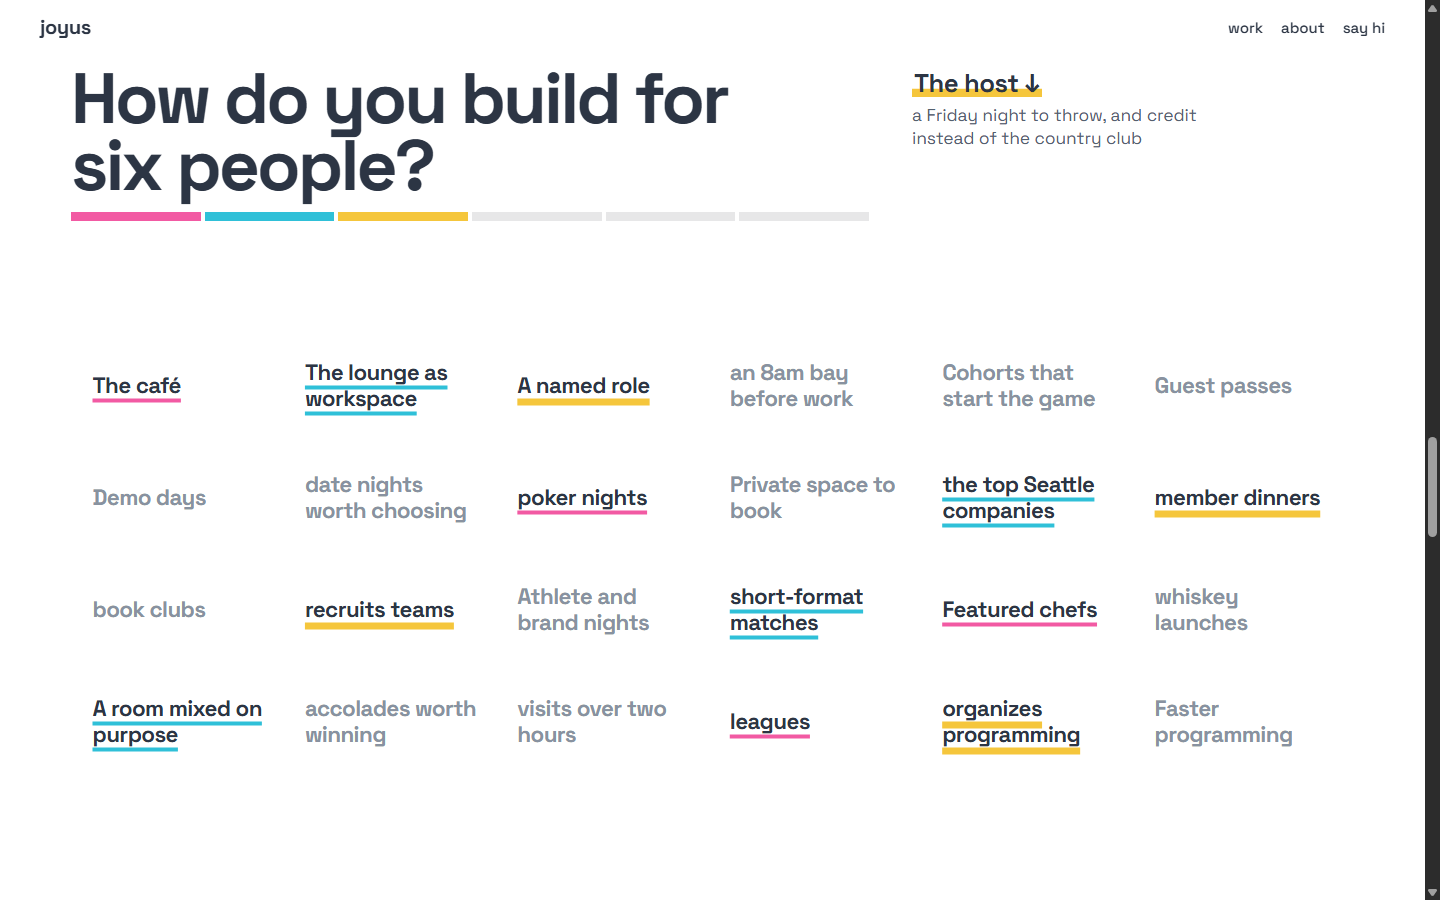 joyus
work about say hi
How do you build for
six people?
The host ↓
a Friday night to throw, and credit
instead of the country club
The café
The lounge as
workspace
A named role
an 8am bay
before work
Cohorts that
start the game
Guest passes
Demo days
date nights
worth choosing
poker nights
Private space to
book
the top Seattle
companies
member dinners
book clubs
recruits teams
Athlete and
brand nights
short-format
matches
Featured chefs
whiskey
launches
A room mixed on
purpose
accolades worth
winning
visits over two
hours
leagues
organizes
programming
Faster
programming